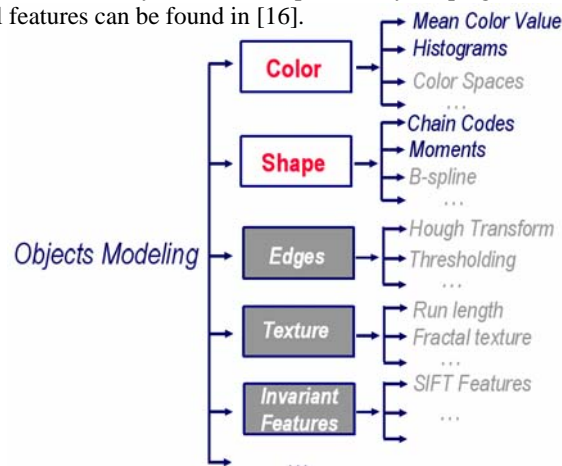 l features can be found in [16].
Mean Color Value
Histograms
Color Spaces
...
Color
Chain Codes
Moments
B-spline
...
Shape
Objects Modeling
Hough Transform
Thresholding
...
Edges
Run length
Fractal texture
...
Texture
SIFT Features
...
Invariant
Features
...